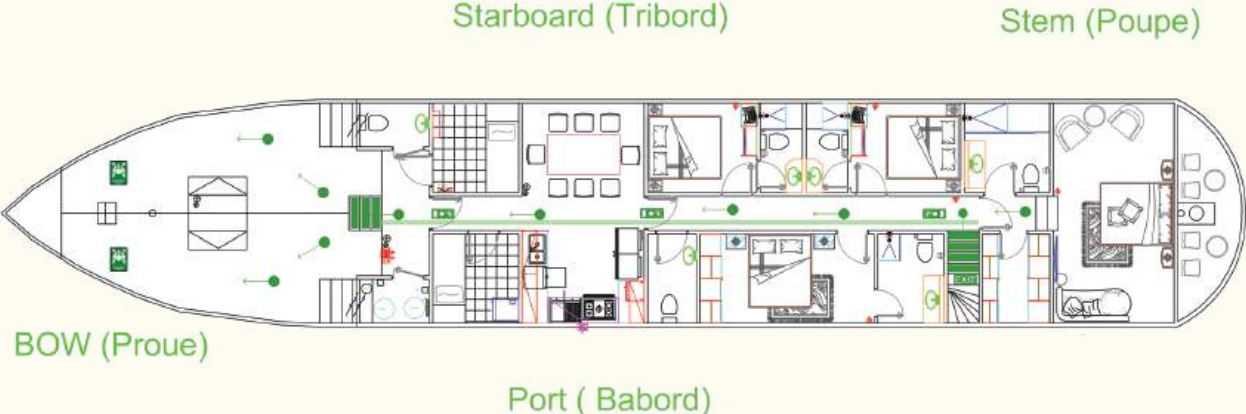 Starboard (Tribord)
Stem (Poupe)
EXIT
BOW (Proue)
Port ( Babord)